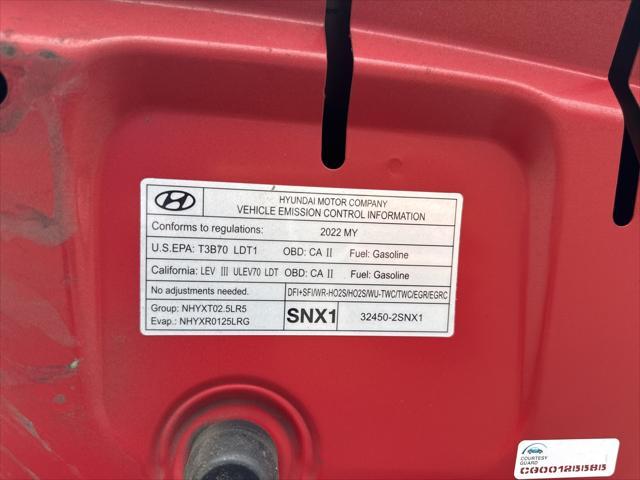 HYUNDAI MOTOR COMPANY
VEHICLE EMISSION CONTROL INFORMATION
Conforms to regulations: 2022 MY
U.S.EPA: T3B70 LDT1 OBD: CA II Fuel: Gasoline
California: LEV III ULEV70 LDT OBD: CA II Fuel: Gasoline
No adjustments needed. DFI+SFI/WR-HO2S/HO2S/WU-TWC/TWC/EGR/EGRC
Group: NHYXT02.5LR5
Evap.: NHYXR0125LRG
SNX1 32450-2SNX1
COURTESY
GUARD